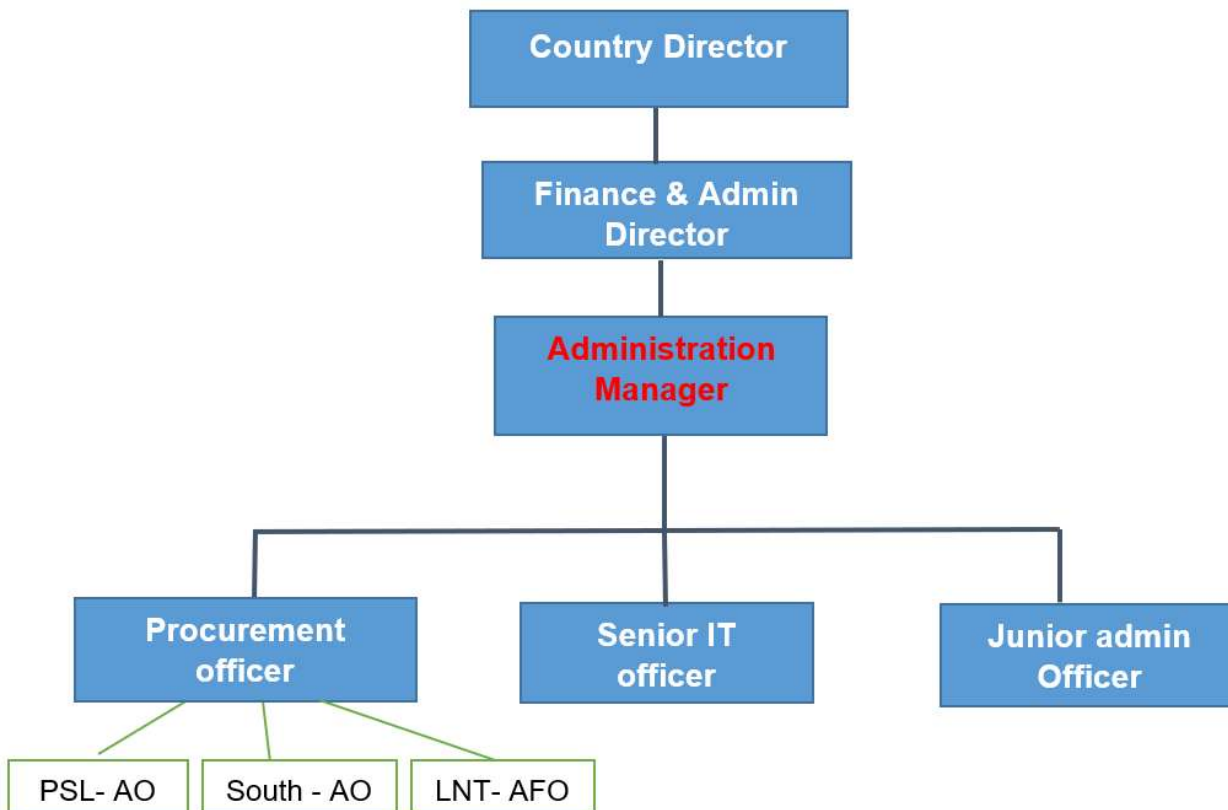 Country Director
Finance & Admin
Director
Administration
Manager
Procurement
officer
Senior IT
officer
Junior admin
Officer
PSL- AO
South - AO
LNT- AFO